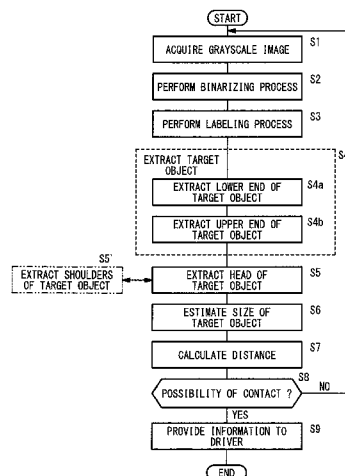 START
ACQUIRE GRAYSCALE IMAGE
S1
PERFORM BINARIZING PROCESS
S2
PERFORM LABELING PROCESS
S3
EXTRACT TARGET
OBJECT
S4
EXTRACT LOWER END OF
TARGET OBJECT
S4a
EXTRACT UPPER END OF
TARGET OBJECT
S4b
S5'
EXTRACT SHOULDERS
OF TARGET OBJECT
EXTRACT HEAD OF
TARGET OBJECT
S5
ESTIMATE SIZE OF
TARGET OBJECT
S6
CALCULATE DISTANCE
S7
S8
POSSIBILITY OF CONTACT ?
NO
YES
PROVIDE INFORMATION TO
DRIVER
S9
END